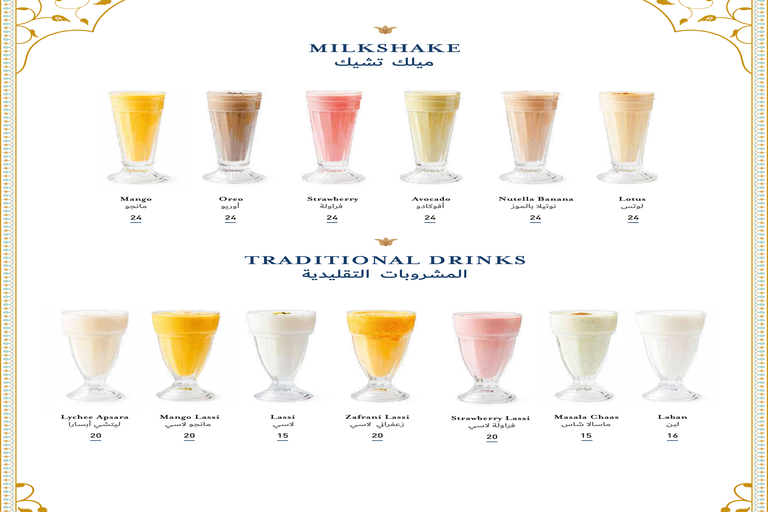 MILKSHAKE
ميلك تشيك
Mango
مانجو
24
Oreo
أوريو
24
Strawberry
فراولة
24
Avocado
أفوكادو
24
Nutella Banana
نوتيلا بالموز
24
Lotus
لوتس
24
TRADITIONAL DRINKS
المشروبات التقليدية
Lychee Apsara
ليتشي أبسارا
20
Mango Lassi
مانجو لاسي
20
Lassi
لاسي
15
Zafrani Lassi
زعفراني لاسي
20
Strawberry Lassi
فراولة لاسي
20
Masala Chaas
ماسالا شاس
15
Laban
لبن
16